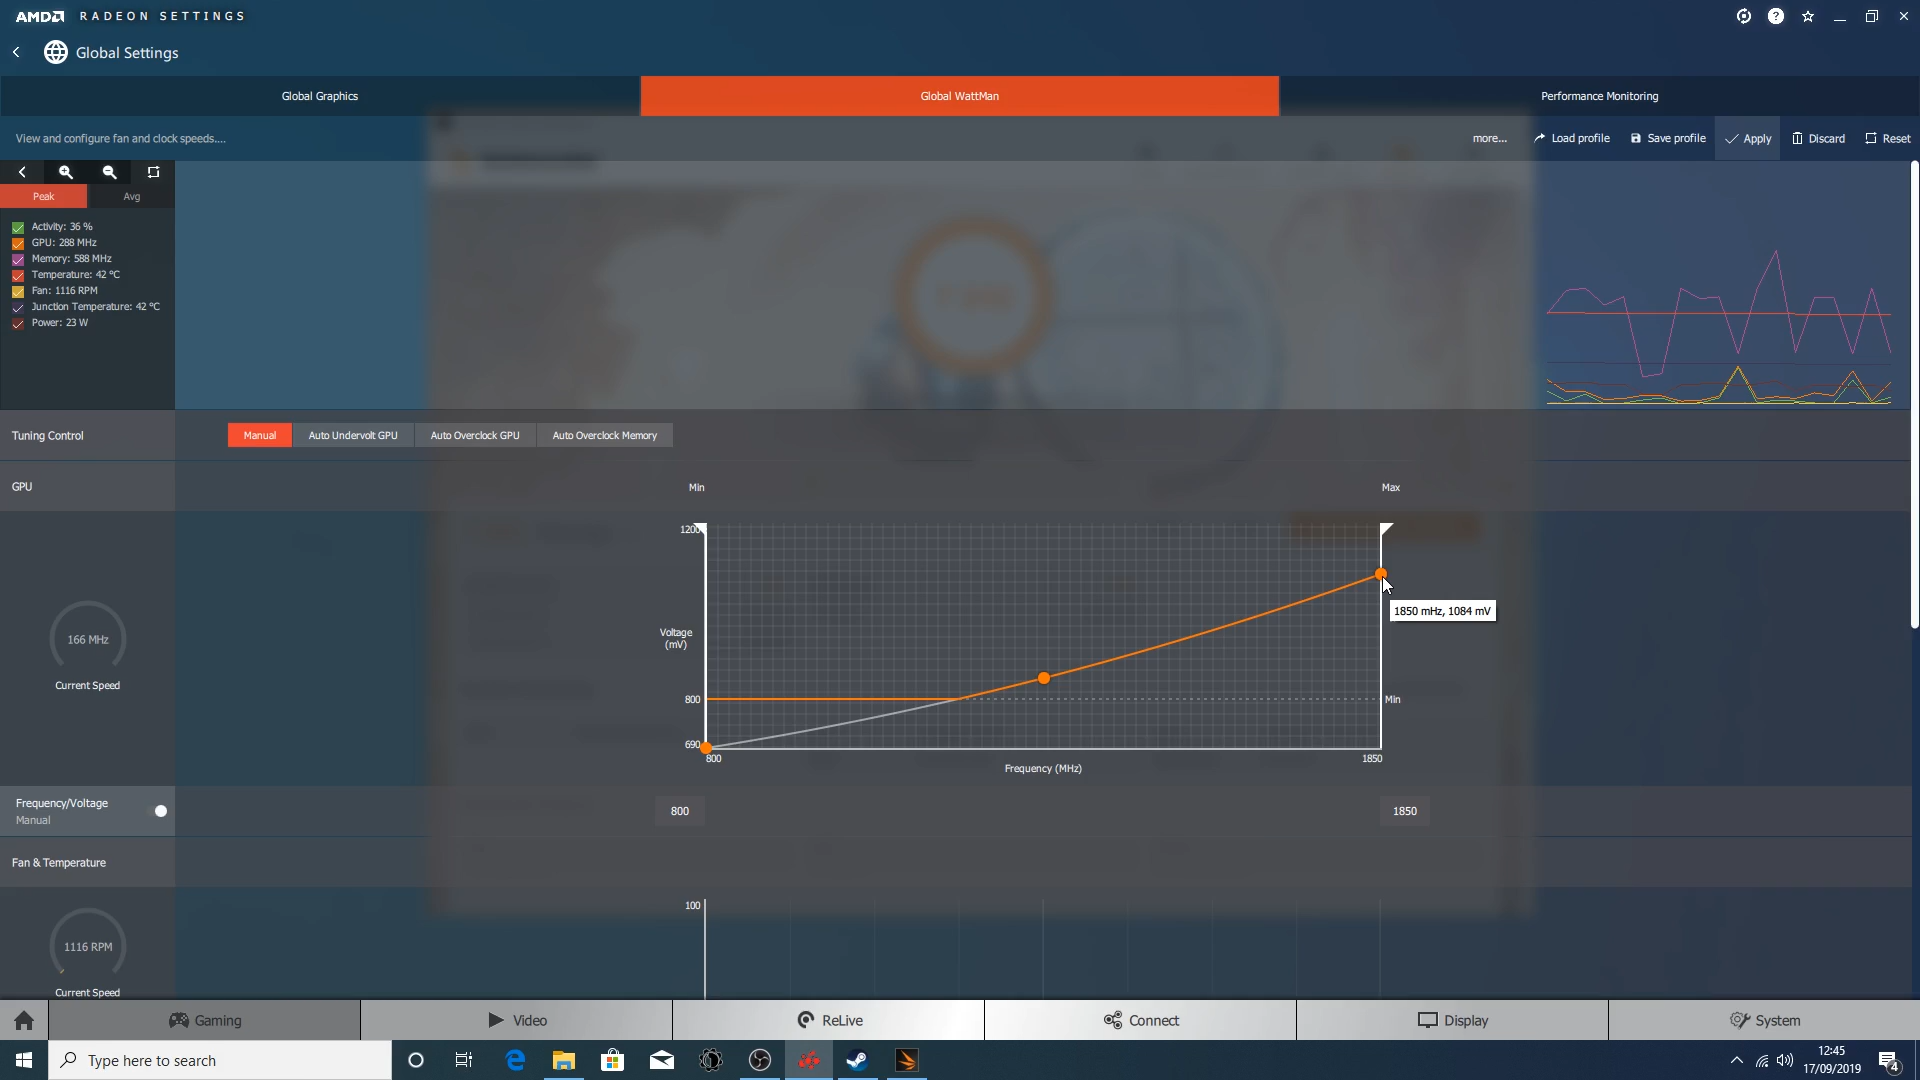 AMD RADEON SETTINGS
Global Settings
Global Graphics
Global WattMan
Performance Monitoring
View and configure fan and clock speeds....
more...
Load profile
Save profile
Apply
Discard
Reset
Peak
Avg
Activity: 36 %
GPU: 288 MHz
Memory: 588 MHz
Temperature: 42 °C
Fan: 1116 RPM
Junction Temperature: 42 °C
Power: 23 W
Tuning Control
Manual
Auto Undervolt GPU
Auto Overclock GPU
Auto Overclock Memory
GPU
Min
Max
1200
1850 mHz, 1084 mV
Voltage
(mV)
166 MHz
Current Speed
800
Min
690
800
1850
Frequency (MHz)
Frequency/Voltage
Manual
800
1850
Fan & Temperature
100
1116 RPM
Current Speed
Gaming
Video
ReLive
Connect
Display
System
Type here to search
12:45
17/09/2019
4